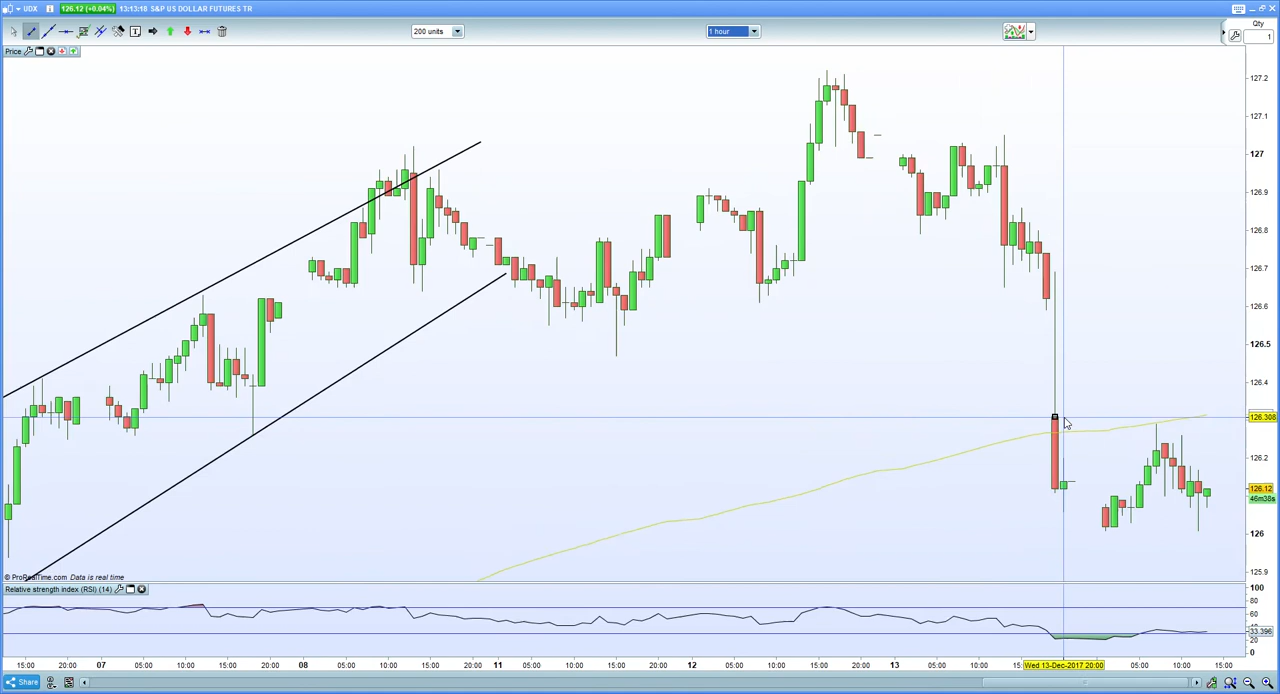 UDX 126.12 (+0.04%) 13:13:18 S&P US DOLLAR FUTURES TR
200 units 1 hour Qty
1
Price
127.2
127.1
127
126.9
126.8
126.7
126.6
126.5
126.4
126.308
126.2
126.12
46m38s
126
125.9
© ProRealTime.com Data is real time
Relative strength index (RSI) (14)
100
80
60
40
33.396
20
0
15:00 20:00 07 05:00 10:00 15:00 20:00 08 05:00 10:00 15:00 11 05:00 10:00 15:00 20:00 12 05:00 10:00 15:00 20:00 13 05:00 10:00 15: Wed 13-Dec-2017 20:00 05:00 10:00 15:00
Share